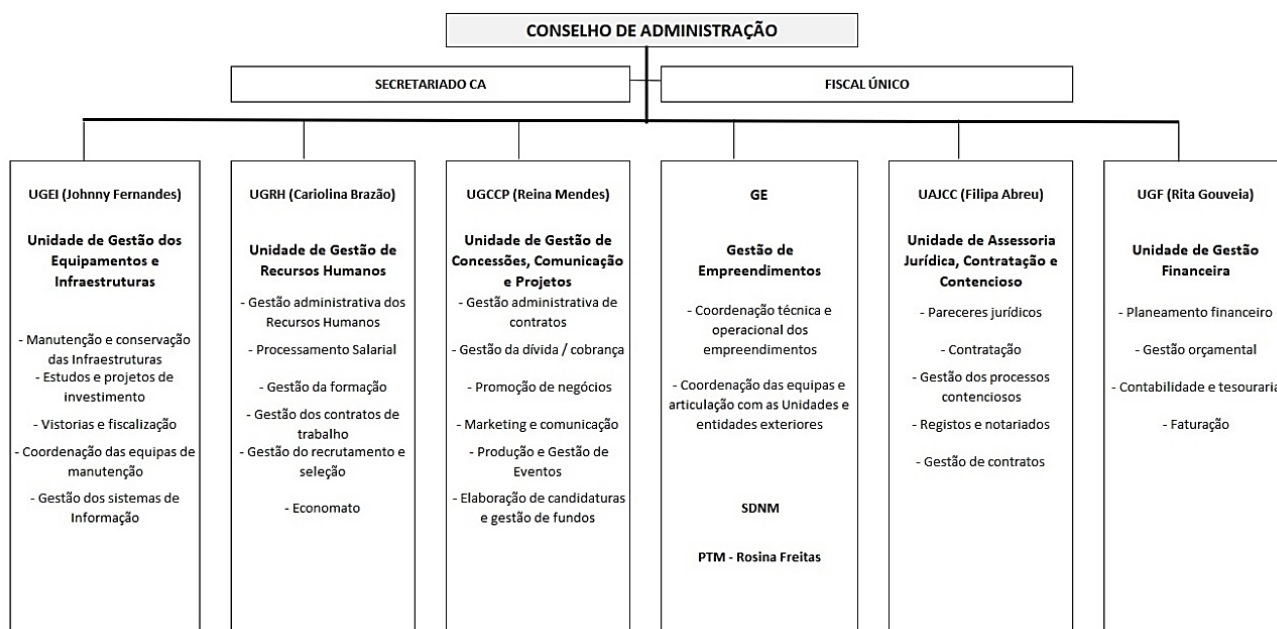 CONSELHO DE ADMINISTRAÇÃO
SECRETARIADO CA
FISCAL ÚNICO
UGEI (Johnny Fernandes)
Unidade de Gestão dos
Equipamentos e
Infraestruturas
- Manutenção e conservação
das Infraestruturas
- Estudos e projetos de
investimento
- Vistorias e fiscalização
- Coordenação das equipas de
manutenção
- Gestão dos sistemas de
Informação
UGRH (Cariolina Brazão)
Unidade de Gestão de
Recursos Humanos
- Gestão administrativa dos
Recursos Humanos
- Processamento Salarial
- Gestão da formação
- Gestão dos contratos de
trabalho
- Gestão do recrutamento e
seleção
- Economato
UGCCP (Reina Mendes)
Unidade de Gestão de
Concessões, Comunicação
e Projetos
- Gestão administrativa de
contratos
- Gestão da dívida / cobrança
- Promoção de negócios
- Marketing e comunicação
- Produção e Gestão de
Eventos
- Elaboração de candidaturas
e gestão de fundos
GE
Gestão de
Empreendimentos
- Coordenação técnica e
operacional dos
empreendimentos
- Coordenação das equipas e
articulação com as Unidades e
entidades exteriores
SDNM
PTM - Rosina Freitas
UAJCC (Filipa Abreu)
Unidade de Assessoria
Jurídica, Contratação e
Contencioso
- Pareceres jurídicos
- Contratação
- Gestão dos processos
contenciosos
- Registos e notariados
- Gestão de contratos
UGF (Rita Gouveia)
Unidade de Gestão
Financeira
- Planeamento financeiro
- Gestão orçamental
- Contabilidade e tesouraria
- Faturação